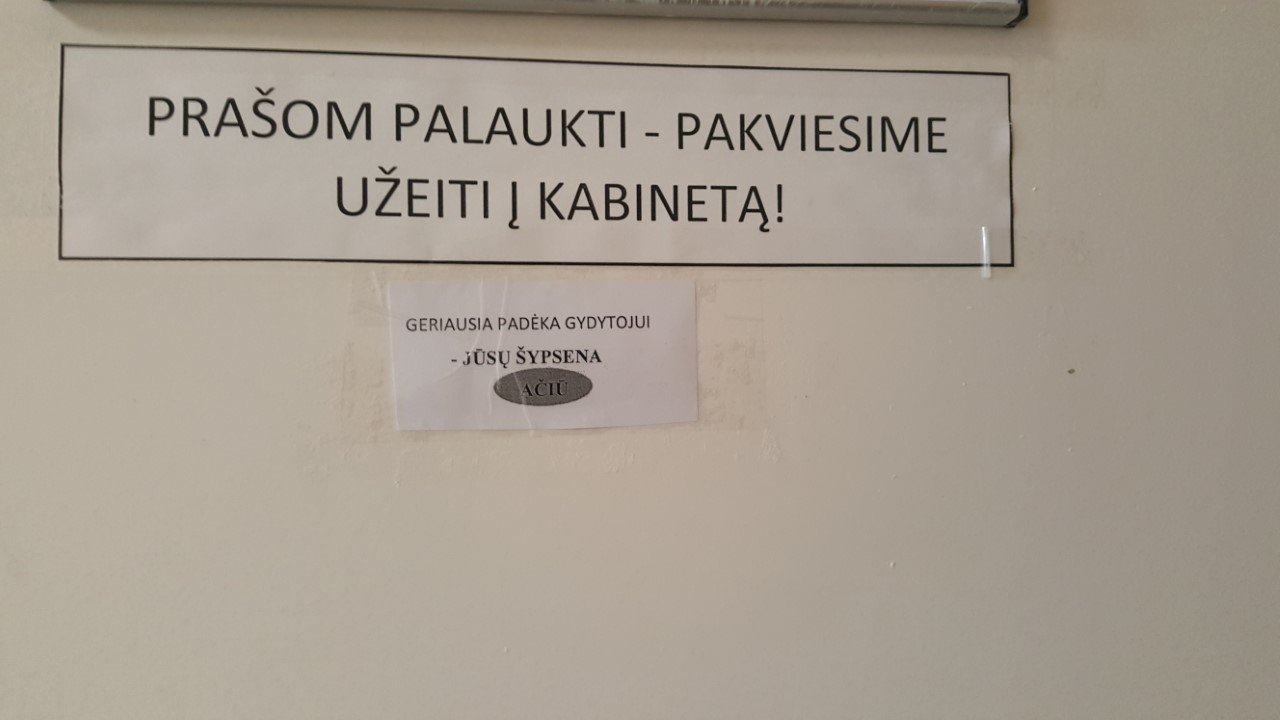 PRAŠOM PALAUKTI - PAKVIESIME
UŽEITI Į KABINETĄ!
GERIAUSIA PADĖKA GYDYTOJUI
- JŪSŲ ŠYPSENA
AČIŪ